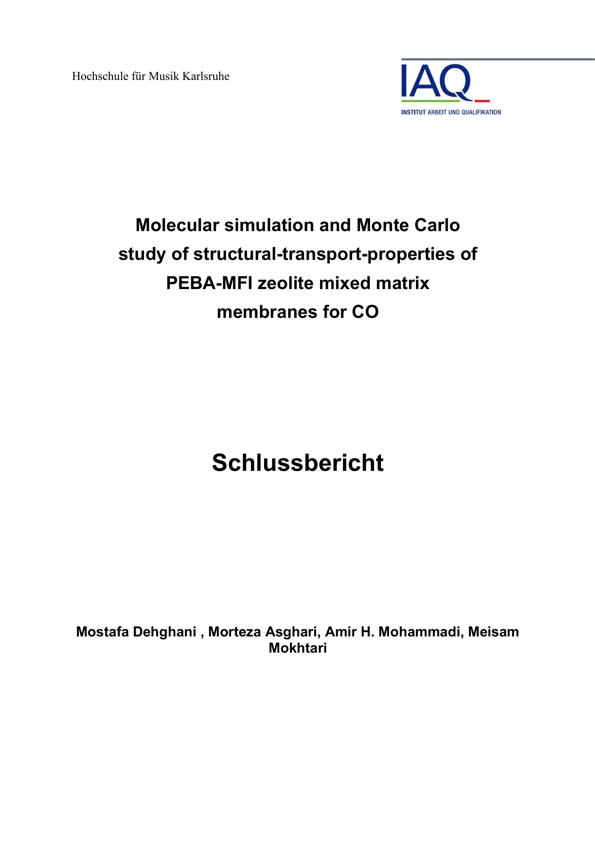 Hochschule für Musik Karlsruhe
IAQ
INSTITUT ARBEIT UND QUALIFIKATION
Molecular simulation and Monte Carlo
study of structural-transport-properties of
PEBA-MFI zeolite mixed matrix
membranes for CO
Schlussbericht
Mostafa Dehghani , Morteza Asghari, Amir H. Mohammadi, Meisam
Mokhtari